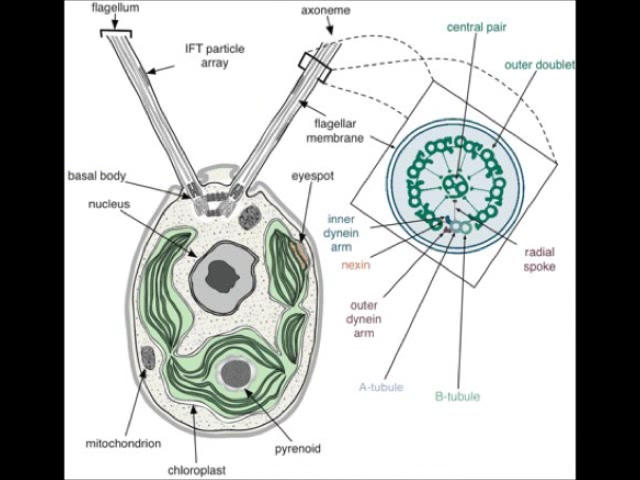 flagellum
axoneme
central pair
IFT particle
array
outer doublet
flagellar
membrane
basal body
eyespot
nucleus
inner
dynein
arm
nexin
radial
spoke
outer
dynein
arm
A-tubule
B-tubule
mitochondrion
pyrenoid
chloroplast